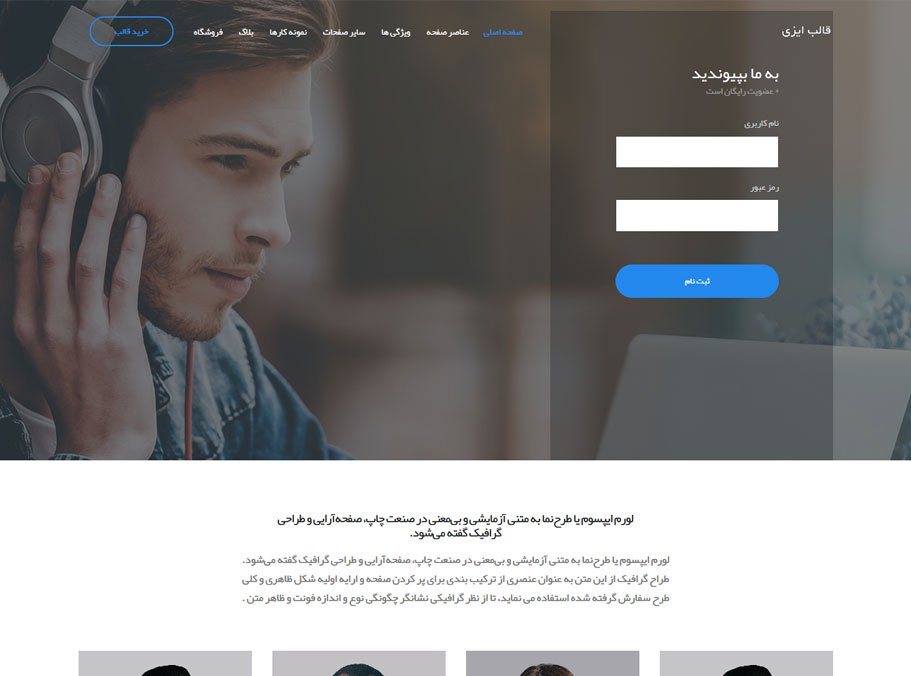 قالب ایزی
صفحه اصلی
عناصر صفحه
ویژگی ها
سایر صفحات
نمونه کارها
بلاگ
فروشگاه
خرید قالب
به ما بپیوندید
* عضویت رایگان است
نام کاربری
رمز عبور
ثبت نام
لورم ایپسوم یا طرح‌نما به متنی آزمایشی و بی‌معنی در صنعت چاپ، صفحه‌آرایی و طراحی
گرافیک گفته می‌شود.
لورم ایپسوم یا طرح‌نما به متنی آزمایشی و بی‌معنی در صنعت چاپ، صفحه‌آرایی و طراحی گرافیک گفته می‌شود.
طراح گرافیک از این متن به عنوان عنصری از ترکیب بندی برای پر کردن صفحه و ارایه اولیه شکل ظاهری و کلی
طرح سفارش گرفته شده استفاده می نماید، تا از نظر گرافیکی نشانگر چگونگی نوع و اندازه فونت و ظاهر متن .